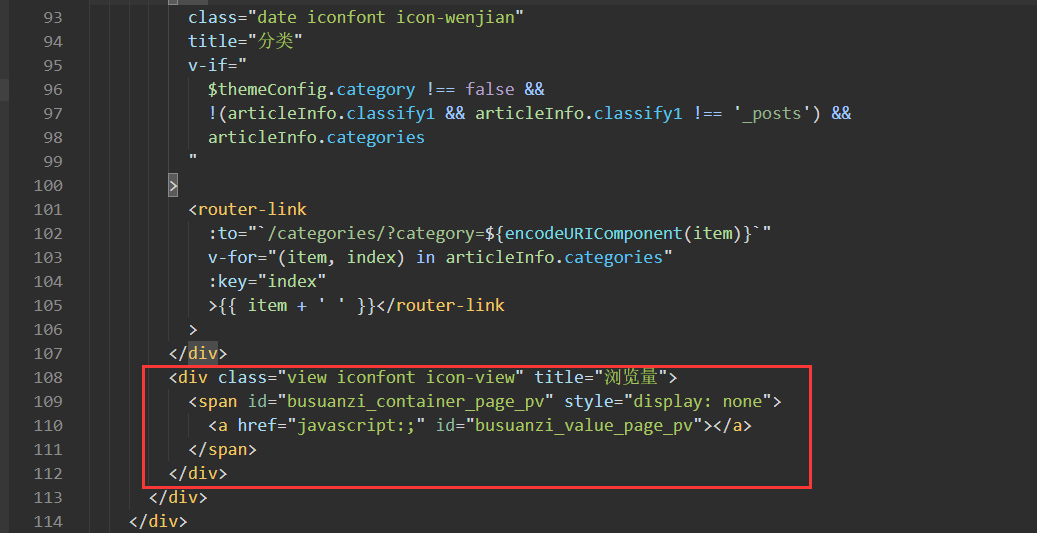 93 class="date iconfont icon-wenjian"
94 title="分类"
95 v-if="
96 $themeConfig.category !== false &&
97 !(articleInfo.classify1 && articleInfo.classify1 !== '_posts') &&
98 articleInfo.categories
99 "
100 >
101 <router-link
102 :to="`/categories/?category=${encodeURIComponent(item)}`"
103 v-for="(item, index) in articleInfo.categories"
104 :key="index"
105 >{{ item + ' ' }}</router-link
106 >
107 </div>
108 <div class="view iconfont icon-view" title="浏览量">
109 <span id="busuanzi_container_page_pv" style="display: none">
110 <a href="javascript:;" id="busuanzi_value_page_pv"></a>
111 </span>
112 </div>
113 </div>
114 </div>